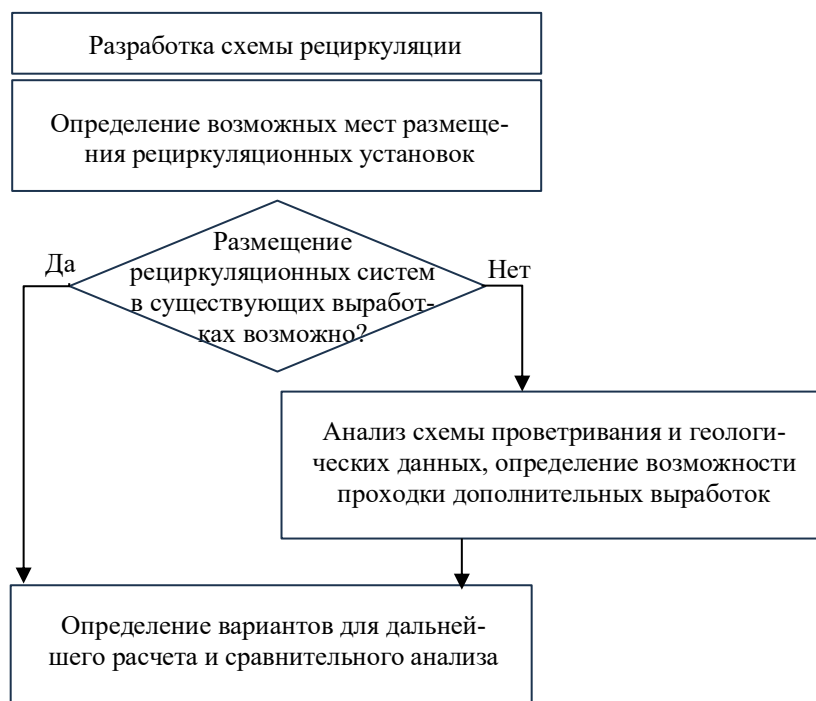 Разработка схемы рециркуляции
Определение возможных мест размеще-
ния рециркуляционных установок
Размещение
рециркуляционных систем
в существующих выработ-
ках возможно?
Да
Нет
Анализ схемы проветривания и геологи-
ческих данных, определение возможности
проходки дополнительных выработок
Определение вариантов для дальней-
шего расчета и сравнительного анализа